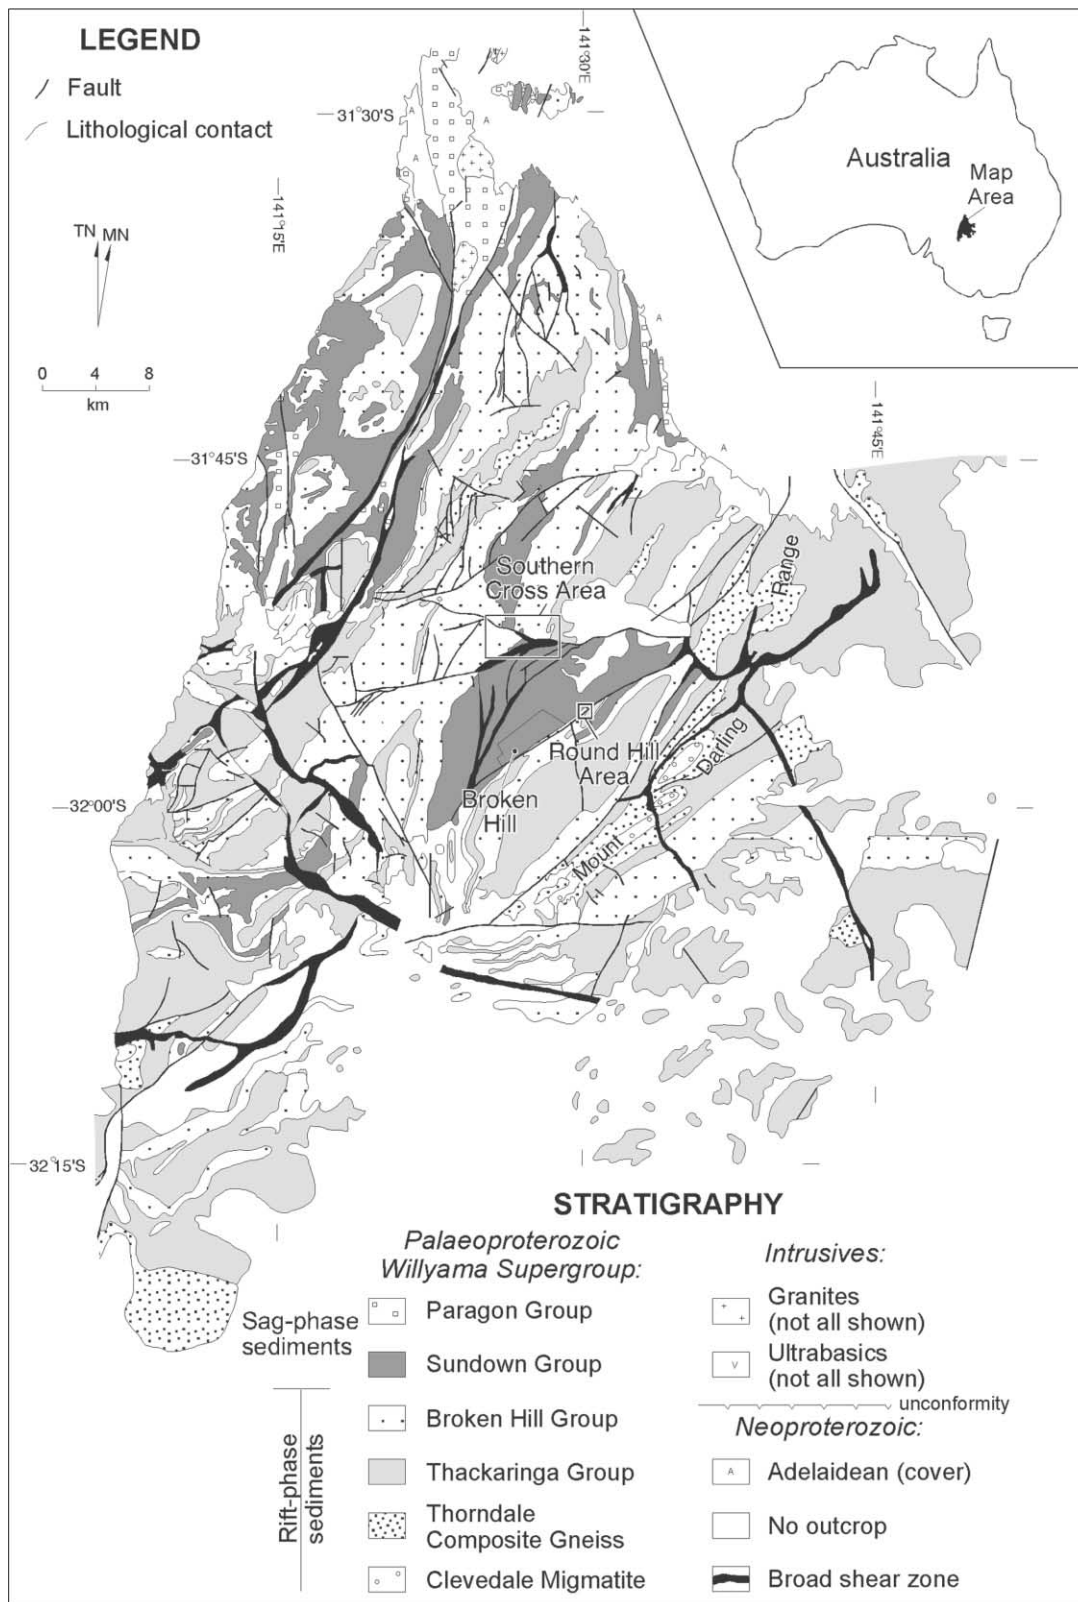 LEGEND
Fault
Lithological contact
TN MN
0 4 8
km
141°15'E
141°30'E
141°45'E
31°30'S
31°45'S
32°00'S
32°15'S
Australia
Map
Area
Southern
Cross Area
Round Hill
Area
Broken
Hill
Mount
Darling
Range
A
A
A
A
A
A
STRATIGRAPHY
Palaeoproterozoic
Willyama Supergroup:
Paragon Group
Sundown Group
Broken Hill Group
Thackaringa Group
Thorndale
Composite Gneiss
Clevedale Migmatite
Sag-phase
sediments
Rift-phase
sediments
Intrusives:
Granites
(not all shown)
V
Ultrabasics
(not all shown)
unconformity
Neoproterozoic:
A
Adelaidean (cover)
No outcrop
Broad shear zone